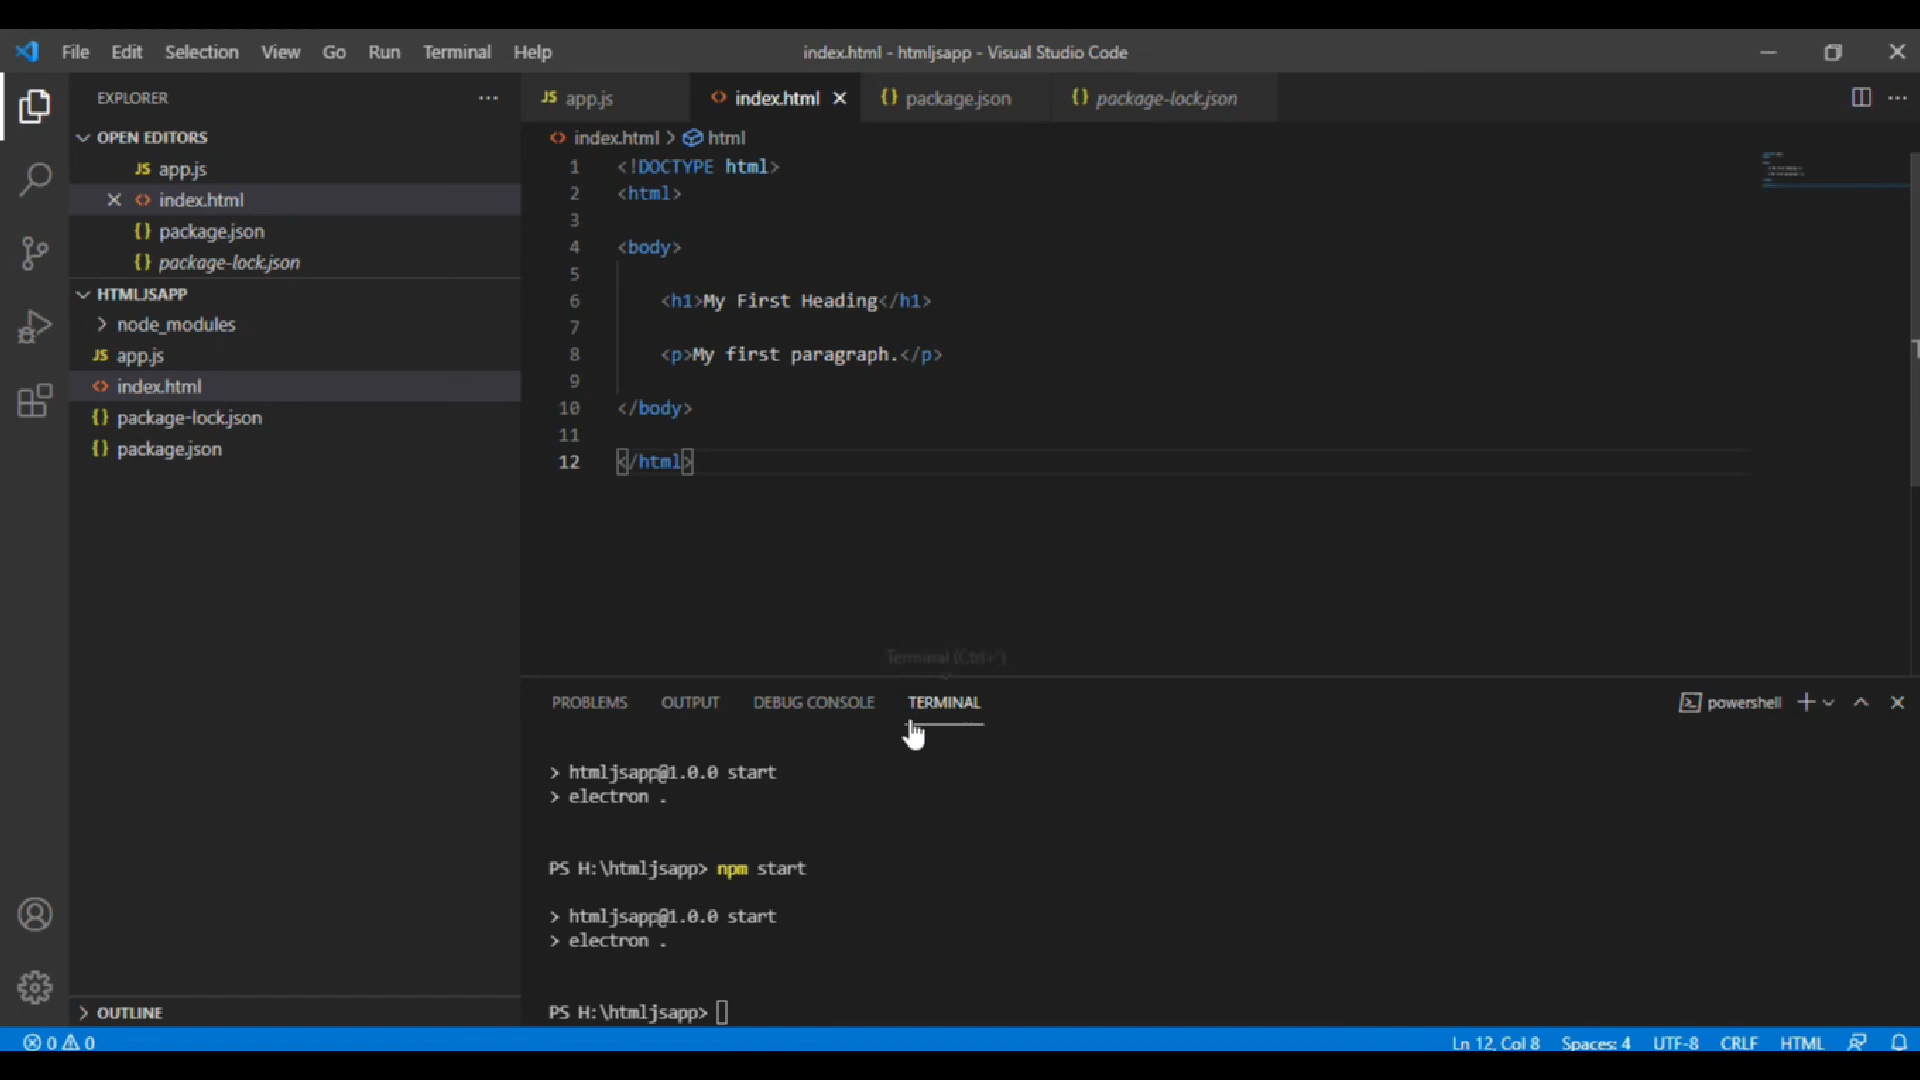 File Edit Selection View Go Run Terminal Help
index.html - htmljsapp - Visual Studio Code
EXPLORER
OPEN EDITORS
JS app.js
index.html
{} package.json
{} package-lock.json
HTMLJSAPP
node_modules
JS app.js
index.html
{} package-lock.json
{} package.json
OUTLINE
JS app.js
index.html
{} package.json
{} package-lock.json
index.html > html
1 <!DOCTYPE html>
2 <html>
3
4 <body>
5
6 <h1>My First Heading</h1>
7
8 <p>My first paragraph.</p>
9
10 </body>
11
12 </html>
Terminal (Ctrl+`)
PROBLEMS OUTPUT DEBUG CONSOLE TERMINAL
powershell
> htmljsapp@1.0.0 start
> electron .
PS H:\htmljsapp> npm start
> htmljsapp@1.0.0 start
> electron .
PS H:\htmljsapp>
0 0
Ln 12, Col 8 Spaces: 4 UTF-8 CRLF HTML